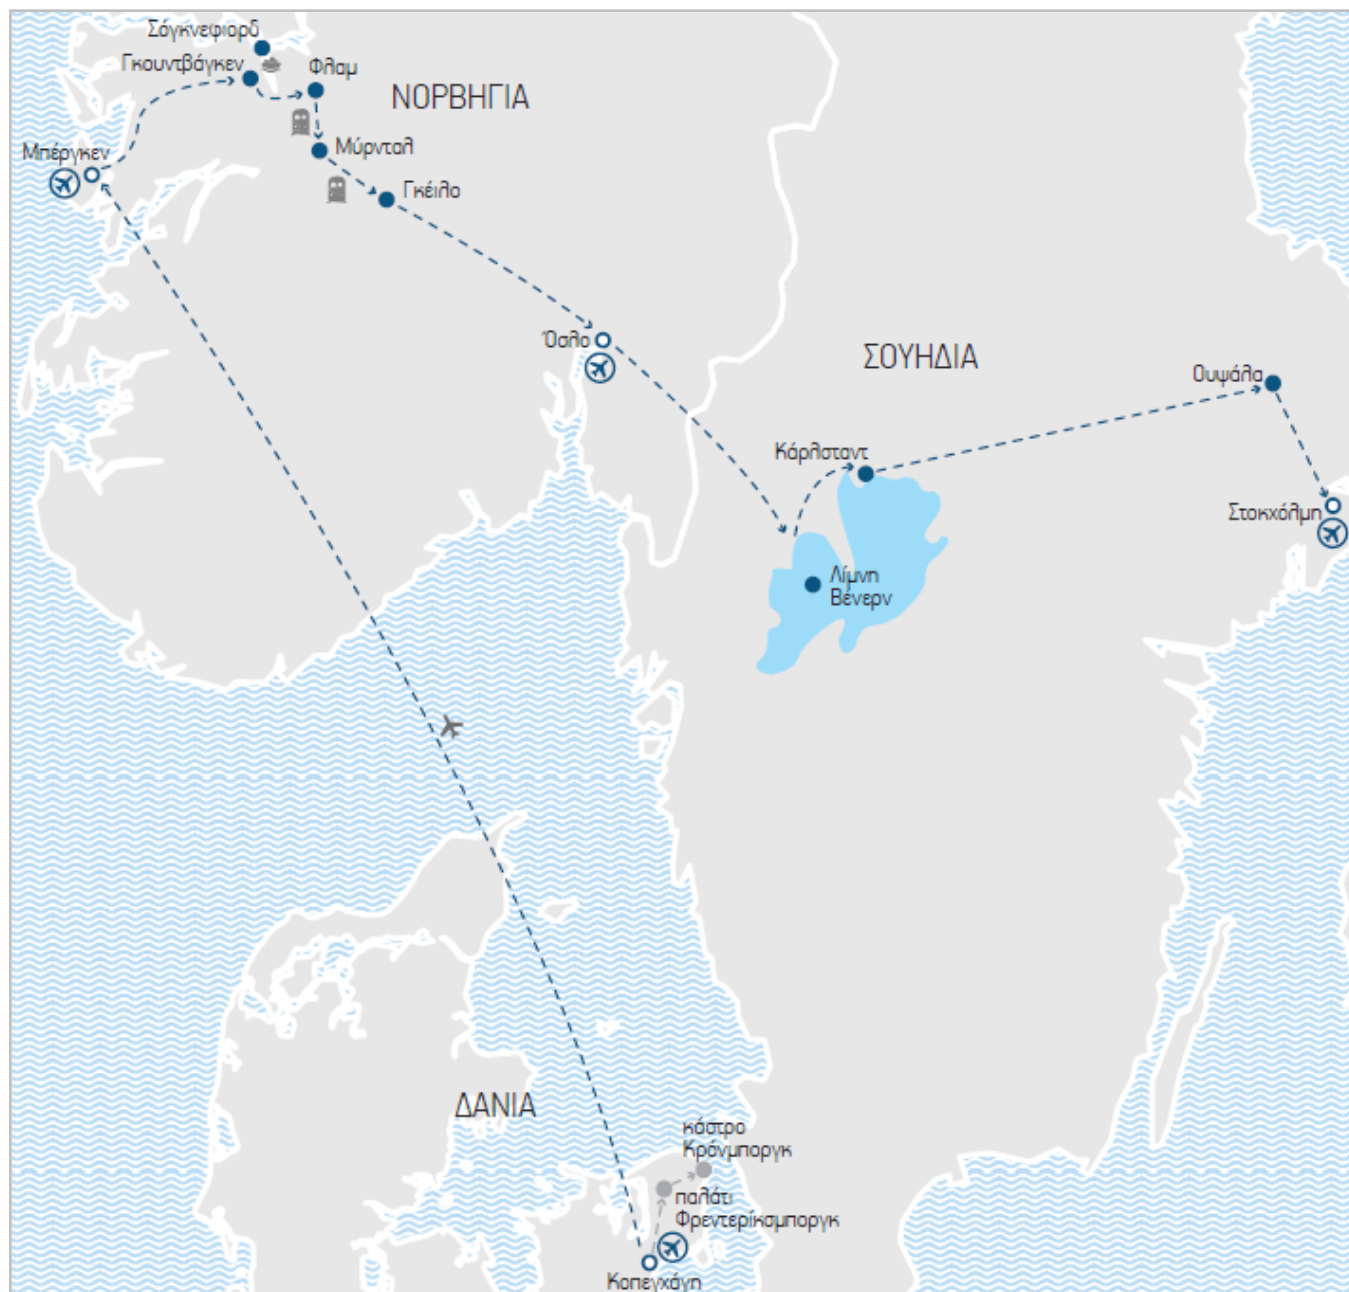 Σόγκνεφιορδ
Γκουντβάγκεν
Φλαμ
ΝΟΡΒΗΓΙΑ
Μύρνταλ
Μπέργκεν
Γκέιλο
Όσλο
ΣΟΥΗΔΙΑ
Ουψάλα
Κάρλσταντ
Στοκχόλμη
Λίμνη
Βένερν
ΔΑΝΙΑ
κάστρο
Κρόνμποργκ
παλάτι
Φρεντερίκσμποργκ
Κοπεγχάγη